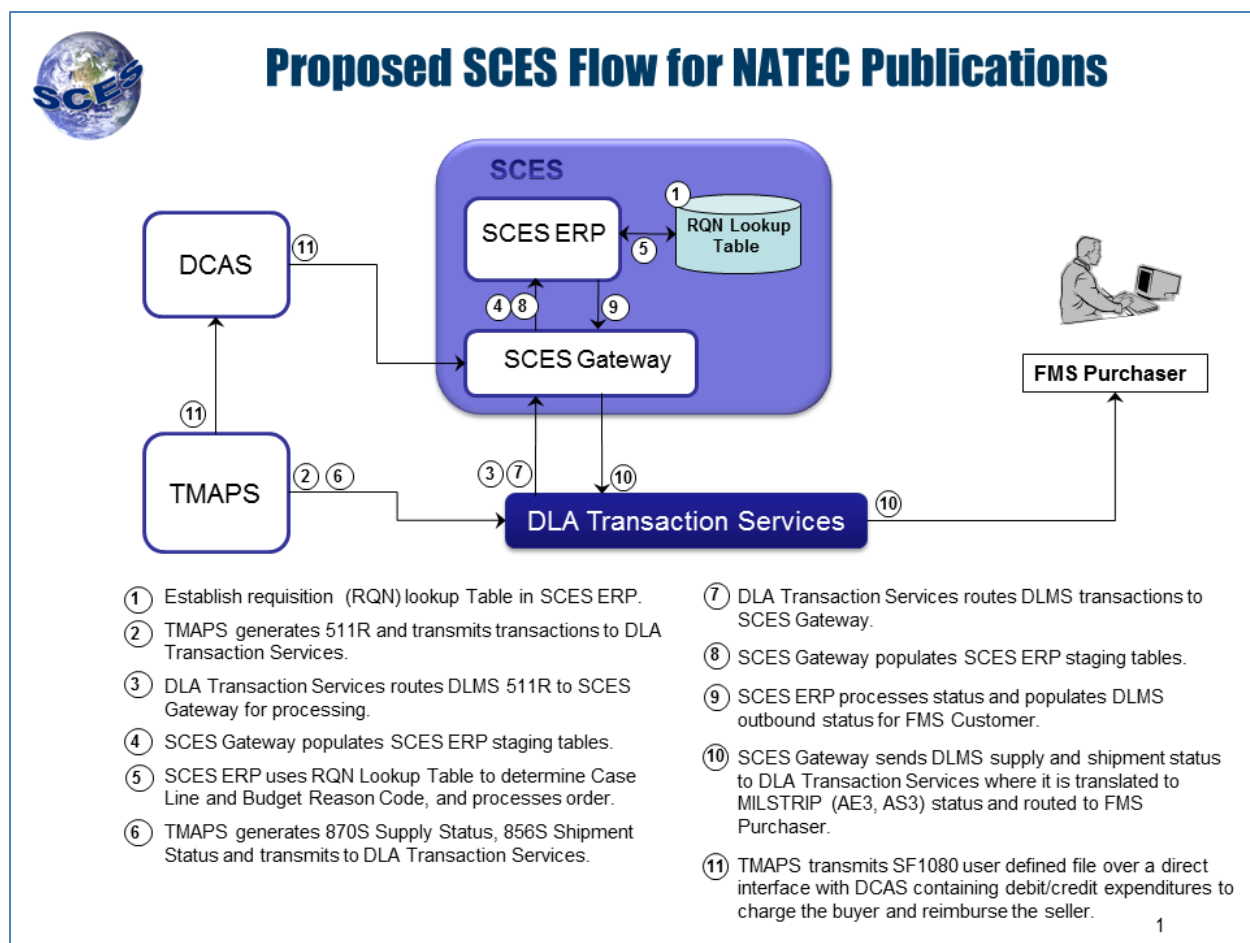 SCES
Proposed SCES Flow for NATEC Publications
SCES
1
SCES ERP
RQN Lookup
Table
5
DCAS
11
4 8
9
SCES Gateway
FMS Purchaser
11
TMAPS
2 6
3 7
10
DLA Transaction Services
10
1 Establish requisition (RQN) lookup Table in SCES ERP.
2 TMAPS generates 511R and transmits transactions to DLA
Transaction Services.
3 DLA Transaction Services routes DLMS 511R to SCES
Gateway for processing.
4 SCES Gateway populates SCES ERP staging tables.
5 SCES ERP uses RQN Lookup Table to determine Case
Line and Budget Reason Code, and processes order.
6 TMAPS generates 870S Supply Status, 856S Shipment
Status and transmits to DLA Transaction Services.
7 DLA Transaction Services routes DLMS transactions to
SCES Gateway.
8 SCES Gateway populates SCES ERP staging tables.
9 SCES ERP processes status and populates DLMS
outbound status for FMS Customer.
10 SCES Gateway sends DLMS supply and shipment status
to DLA Transaction Services where it is translated to
MILSTRIP (AE3, AS3) status and routed to FMS
Purchaser.
11 TMAPS transmits SF1080 user defined file over a direct
interface with DCAS containing debit/credit expenditures to
charge the buyer and reimburse the seller.
1